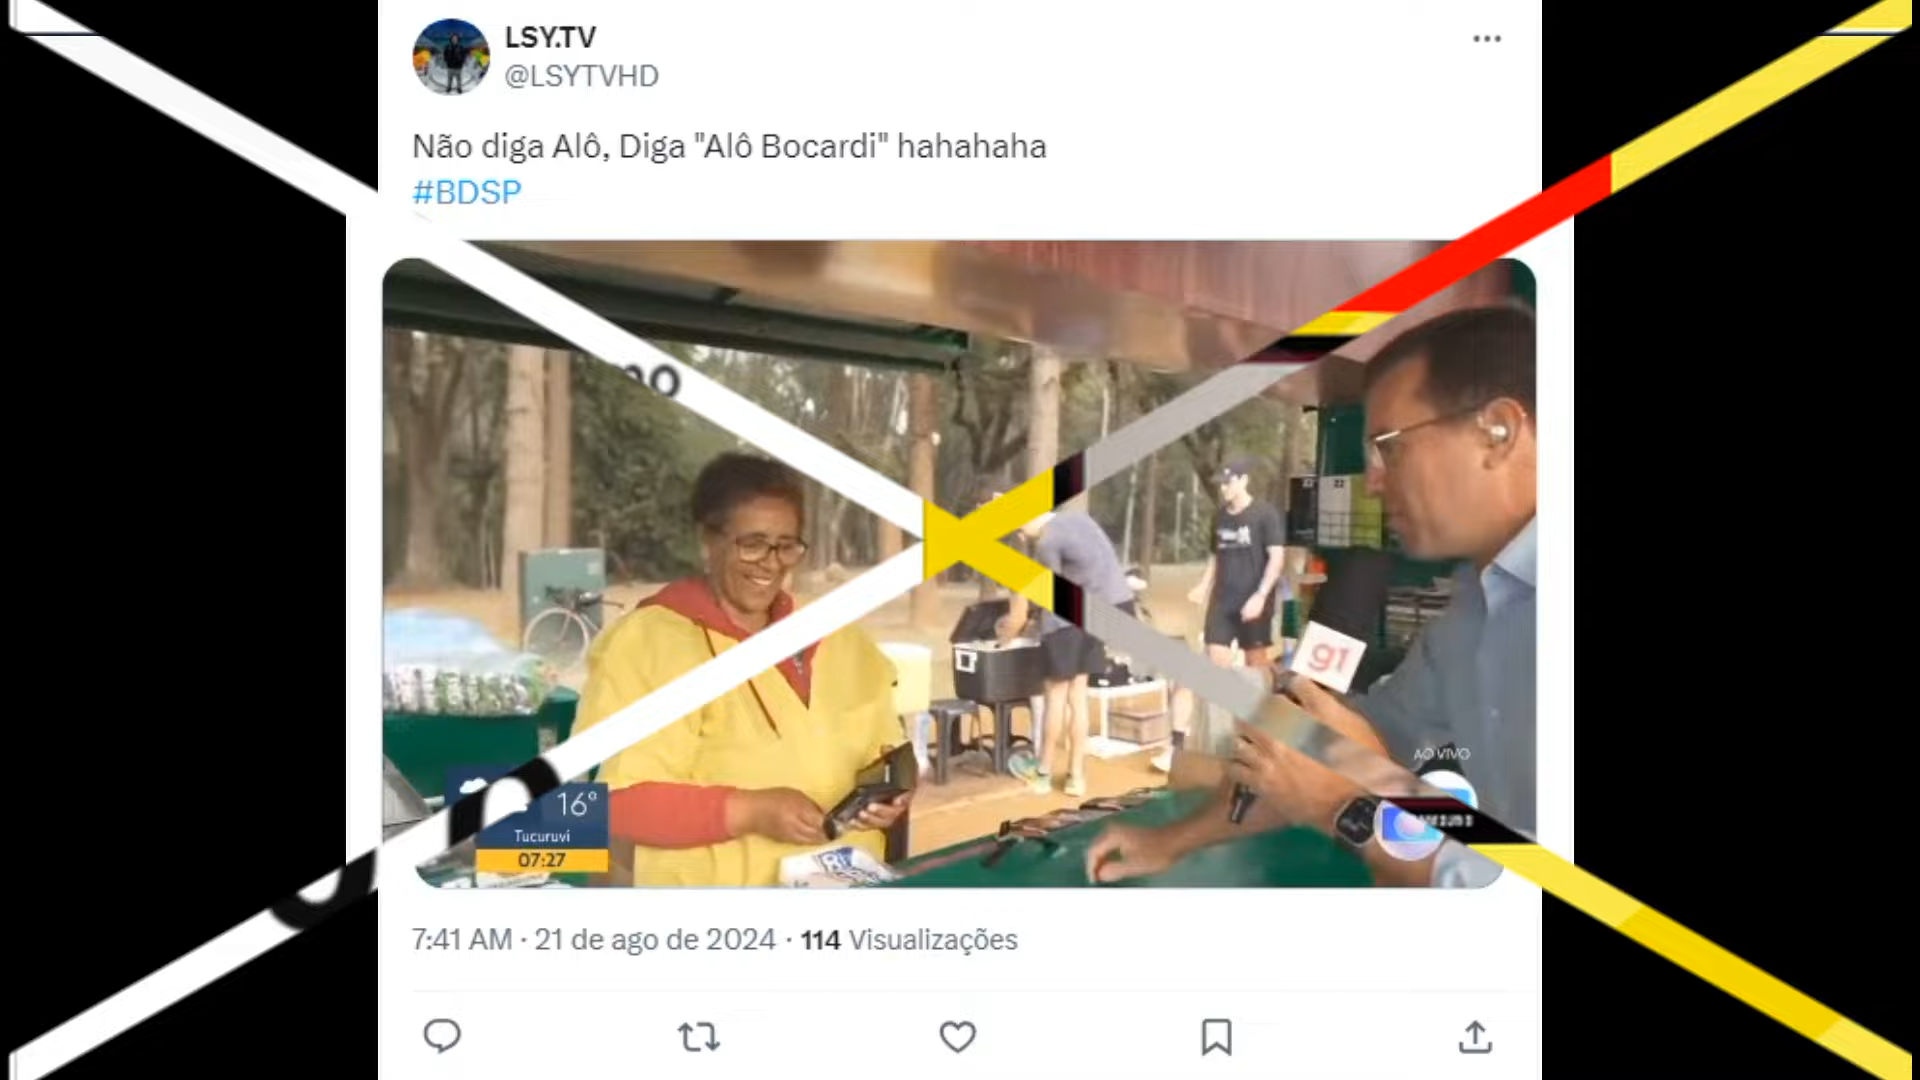 LSY.TV
@LSYTVHD
Não diga Alô, Diga "Alô Bocardi" hahahaha
#BDSP
no
g1
AO VIVO
16°
Tucuruvi
07:27
7:41 AM · 21 de ago de 2024 · 114 Visualizações